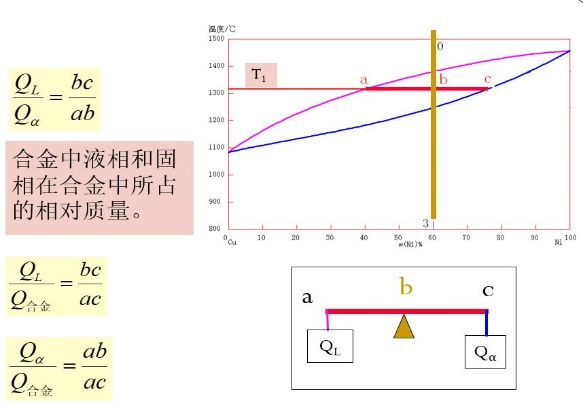 温度/℃
1500
1400
1300
1200
1100
1000
900
800
0
10
20
30
40
50
60
70
80
90
100
Cu
w(Ni)%
Ni
T₁
a
b
c
0
3
Q_L/Q_α = bc/ab
合金中液相和固
相在合金中所占
的相对质量。
Q_L/Q_合金 = bc/ac
Q_α/Q_合金 = ab/ac
a
b
c
Q_L
Q_α